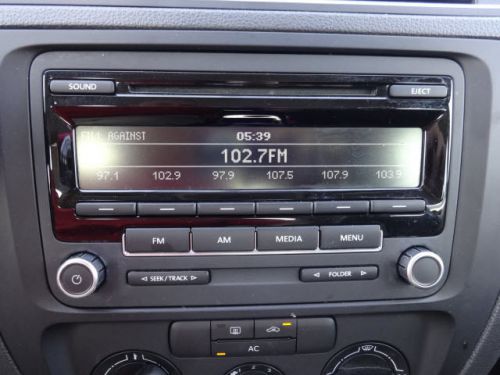 SOUND EJECT
FM1: AGAINST 05:39
102.7FM
97.1 102.9 97.9 107.5 107.9 103.9
FM AM MEDIA MENU
SEEK/TRACK FOLDER
AC